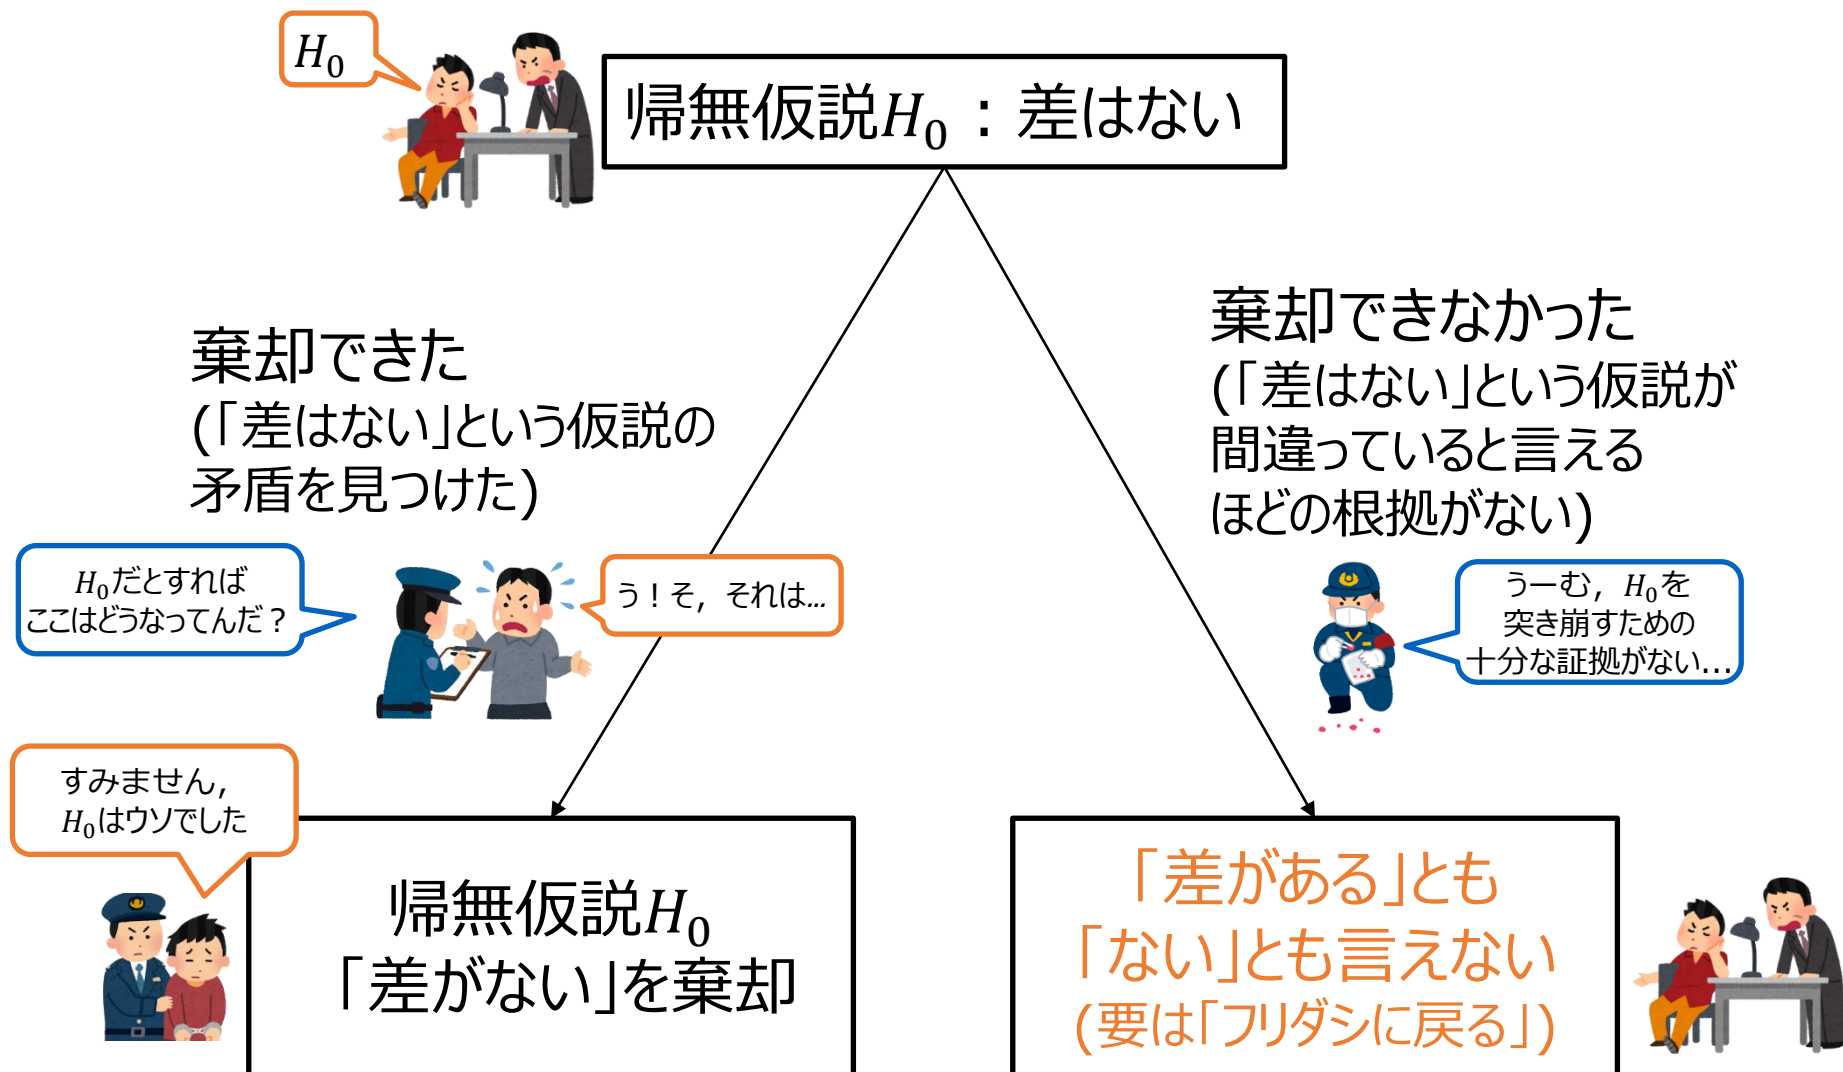 H₀
帰無仮説H₀：差はない
棄却できた
(「差はない」という仮説の
矛盾を見つけた)
棄却できなかった
(「差はない」という仮説が
間違っていると言える
ほどの根拠がない)
H₀だとすれば
ここはどうなってんだ？
う！そ，それは...
うーむ，H₀を
突き崩すための
十分な証拠がない...
すみません，
H₀はウソでした
帰無仮説H₀
「差がない」を棄却
「差がある」とも
「ない」とも言えない
(要は「フリダシに戻る」)